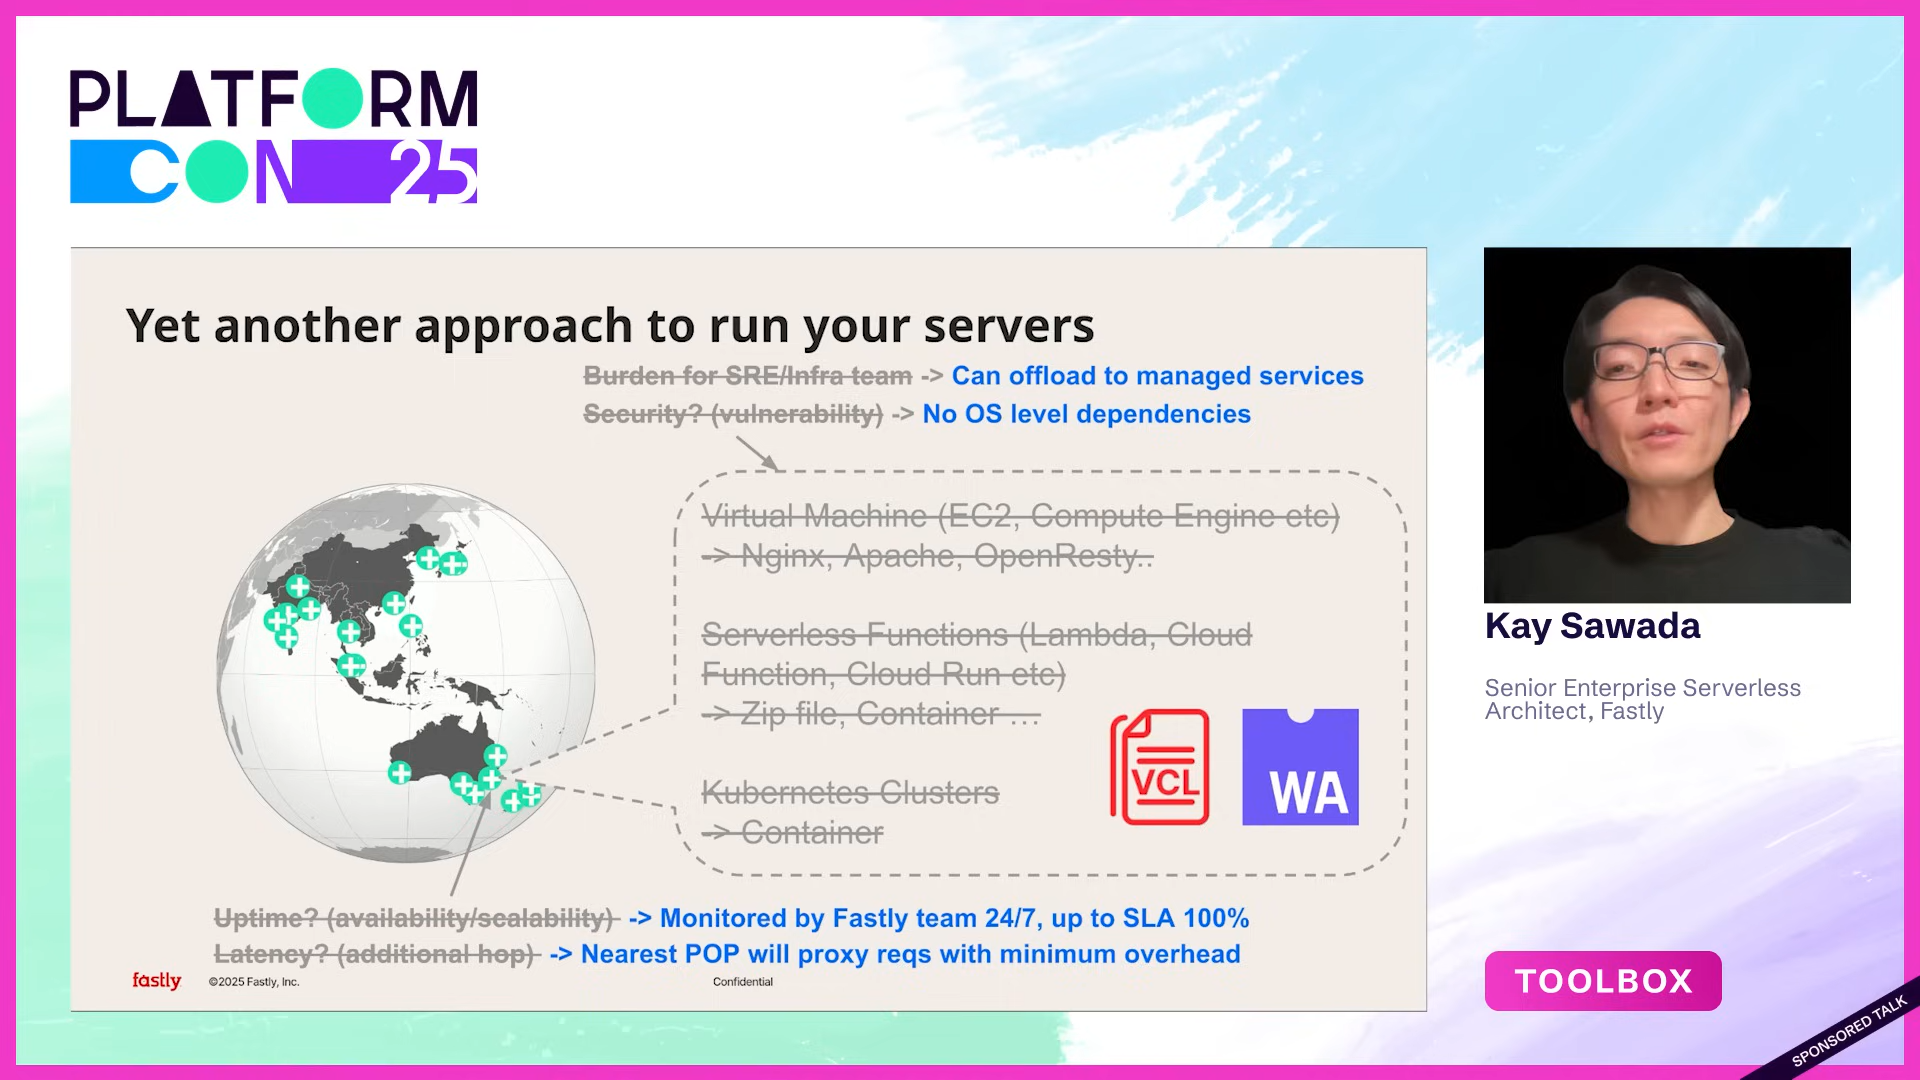 PLATFORM
CON 25
Yet another approach to run your servers
Burden for SRE/Infra team -> Can offload to managed services
Security? (vulnerability) -> No OS level dependencies
Virtual Machine (EC2, Compute Engine etc)
-> Nginx, Apache, OpenResty..
Serverless Functions (Lambda, Cloud
Function, Cloud Run etc)
-> Zip file, Container ...
Kubernetes Clusters
-> Container
VCL
WA
Uptime? (availability/scalability) -> Monitored by Fastly team 24/7, up to SLA 100%
Latency? (additional hop) -> Nearest POP will proxy reqs with minimum overhead
fastly
©2025 Fastly, Inc.
Confidential
Kay Sawada
Senior Enterprise Serverless
Architect, Fastly
TOOLBOX
SPONSORED TALK